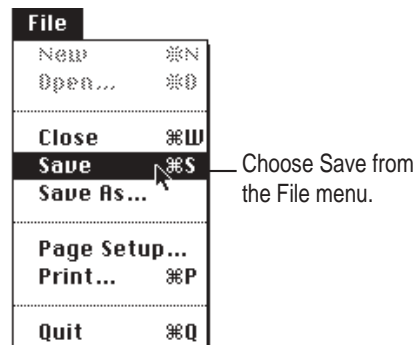 File
New ⌘N
Open... ⌘O
Close ⌘W
Save ⌘S
Save As...
Page Setup...
Print... ⌘P
Quit ⌘Q
Choose Save from
the File menu.